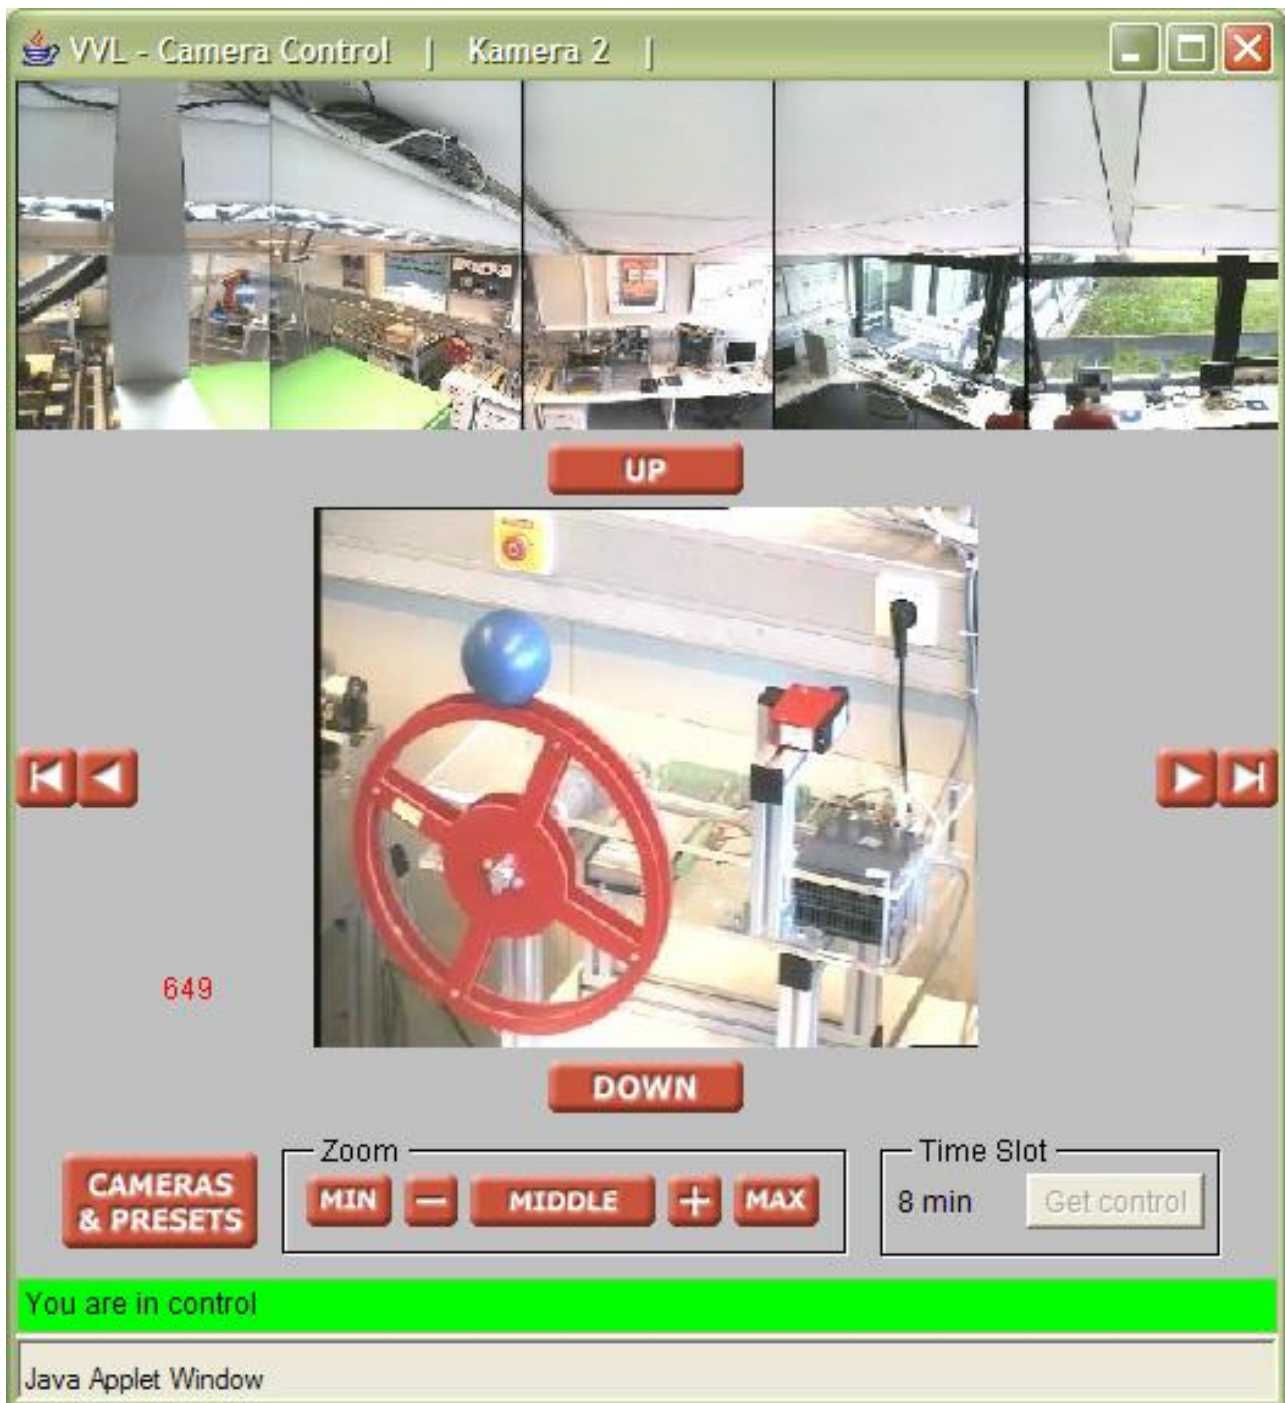 VVL - Camera Control | Kamera 2 |
UP
649
DOWN
CAMERAS
& PRESETS
Zoom
MIN − MIDDLE + MAX
Time Slot
8 min Get control
You are in control
Java Applet Window